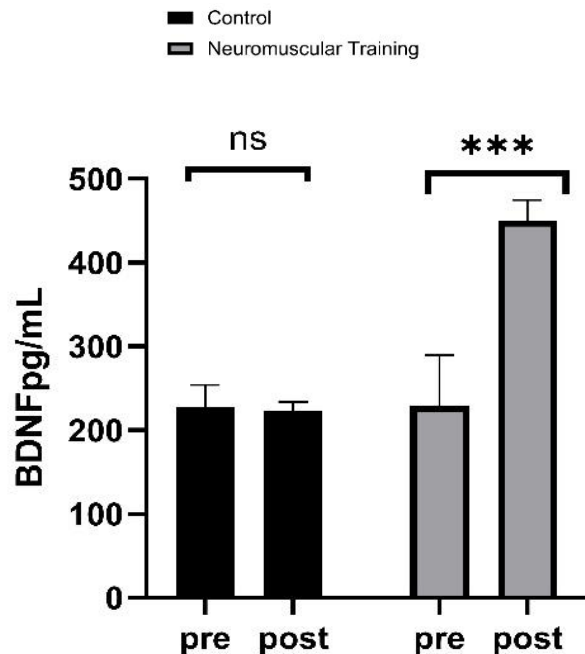 Control
Neuromuscular Training
ns
***
500
400
300
200
100
0
BDNFpg/mL
pre post pre post